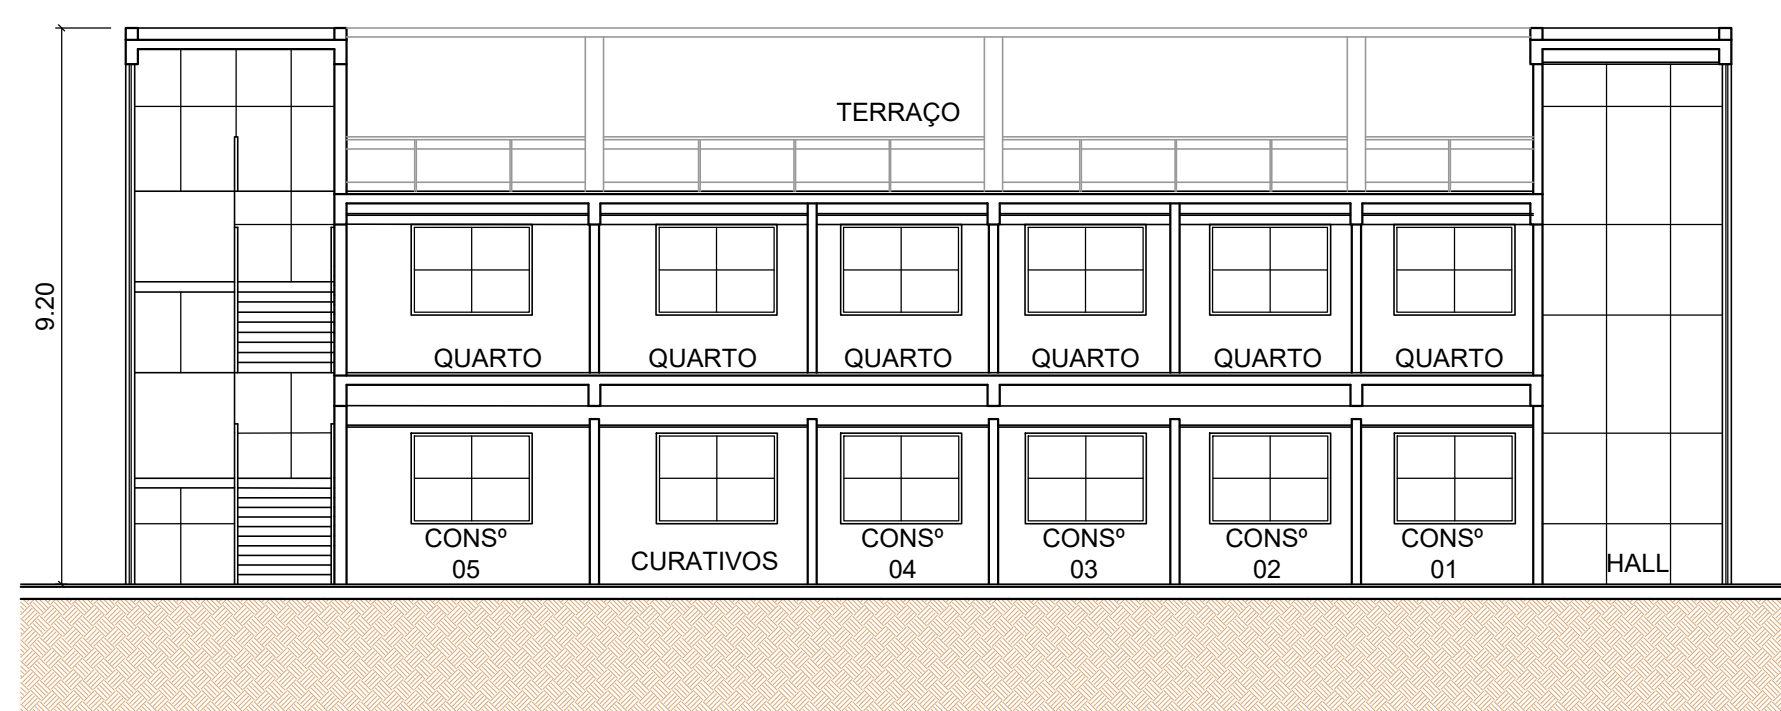 TERRAÇO
9.20
QUARTO QUARTO QUARTO QUARTO QUARTO QUARTO
CONSº
05
CURATIVOS
CONSº
04
CONSº
03
CONSº
02
CONSº
01
HALL